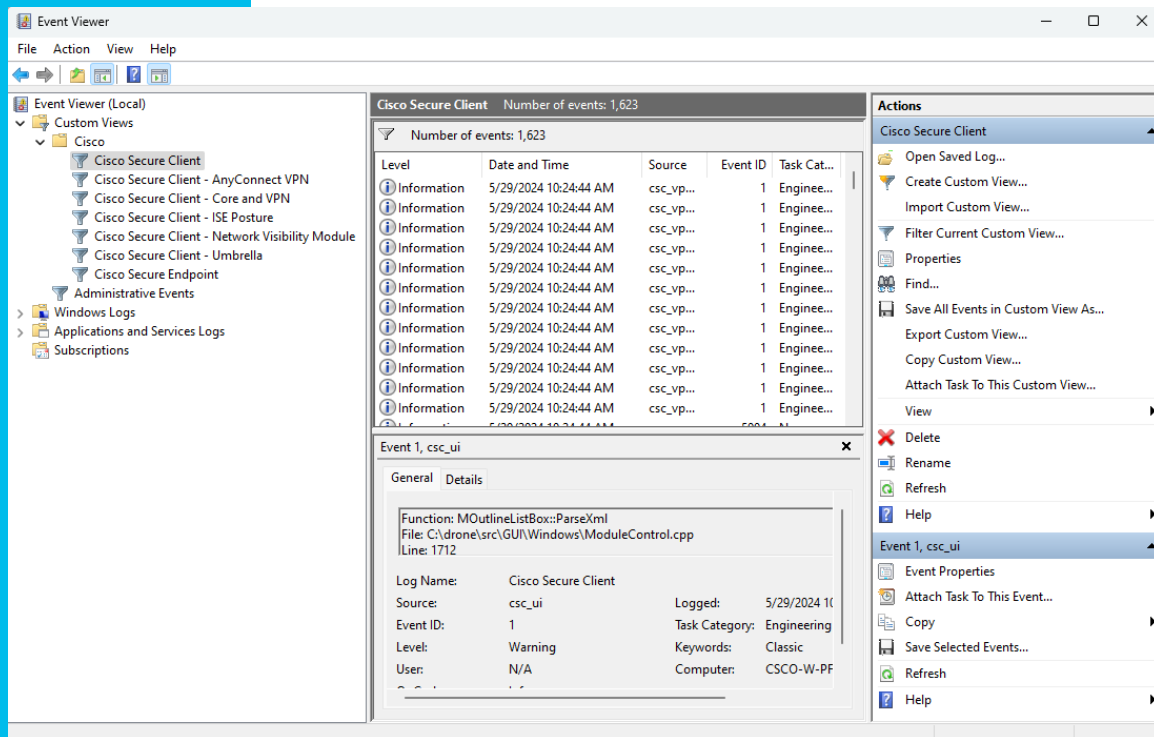 Event Viewer
File Action View Help
Event Viewer (Local)
Custom Views
Cisco
Cisco Secure Client
Cisco Secure Client - AnyConnect VPN
Cisco Secure Client - Core and VPN
Cisco Secure Client - ISE Posture
Cisco Secure Client - Network Visibility Module
Cisco Secure Client - Umbrella
Cisco Secure Endpoint
Administrative Events
Windows Logs
Applications and Services Logs
Subscriptions
Cisco Secure Client Number of events: 1,623
Number of events: 1,623
Level Date and Time Source Event ID Task Cat...
Information 5/29/2024 10:24:44 AM csc_vp... 1 Enginee...
Information 5/29/2024 10:24:44 AM csc_vp... 1 Enginee...
Information 5/29/2024 10:24:44 AM csc_vp... 1 Enginee...
Information 5/29/2024 10:24:44 AM csc_vp... 1 Enginee...
Information 5/29/2024 10:24:44 AM csc_vp... 1 Enginee...
Information 5/29/2024 10:24:44 AM csc_vp... 1 Enginee...
Information 5/29/2024 10:24:44 AM csc_vp... 1 Enginee...
Information 5/29/2024 10:24:44 AM csc_vp... 1 Enginee...
Information 5/29/2024 10:24:44 AM csc_vp... 1 Enginee...
Information 5/29/2024 10:24:44 AM csc_vp... 1 Enginee...
Information 5/29/2024 10:24:44 AM csc_vp... 1 Enginee...
Information 5/29/2024 10:24:44 AM csc_vp... 1 Enginee...
Event 1, csc_ui
General Details
Function: MOutlineListBox::ParseXml
File: C:\drone\src\GUI\Windows\ModuleControl.cpp
Line: 1712
Log Name: Cisco Secure Client
Source: csc_ui Logged: 5/29/2024 10
Event ID: 1 Task Category: Engineering
Level: Warning Keywords: Classic
User: N/A Computer: CSCO-W-PF
Actions
Cisco Secure Client
Open Saved Log...
Create Custom View...
Import Custom View...
Filter Current Custom View...
Properties
Find...
Save All Events in Custom View As...
Export Custom View...
Copy Custom View...
Attach Task To This Custom View...
View
Delete
Rename
Refresh
Help
Event 1, csc_ui
Event Properties
Attach Task To This Event...
Copy
Save Selected Events...
Refresh
Help